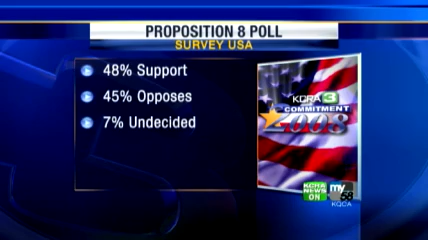 PROPOSITION 8 POLL
SURVEY USA
48% Support
45% Opposes
7% Undecided
KCRA 3
COMMITMENT
2008
KCRA
NEWS
ON
my
58
KQCA